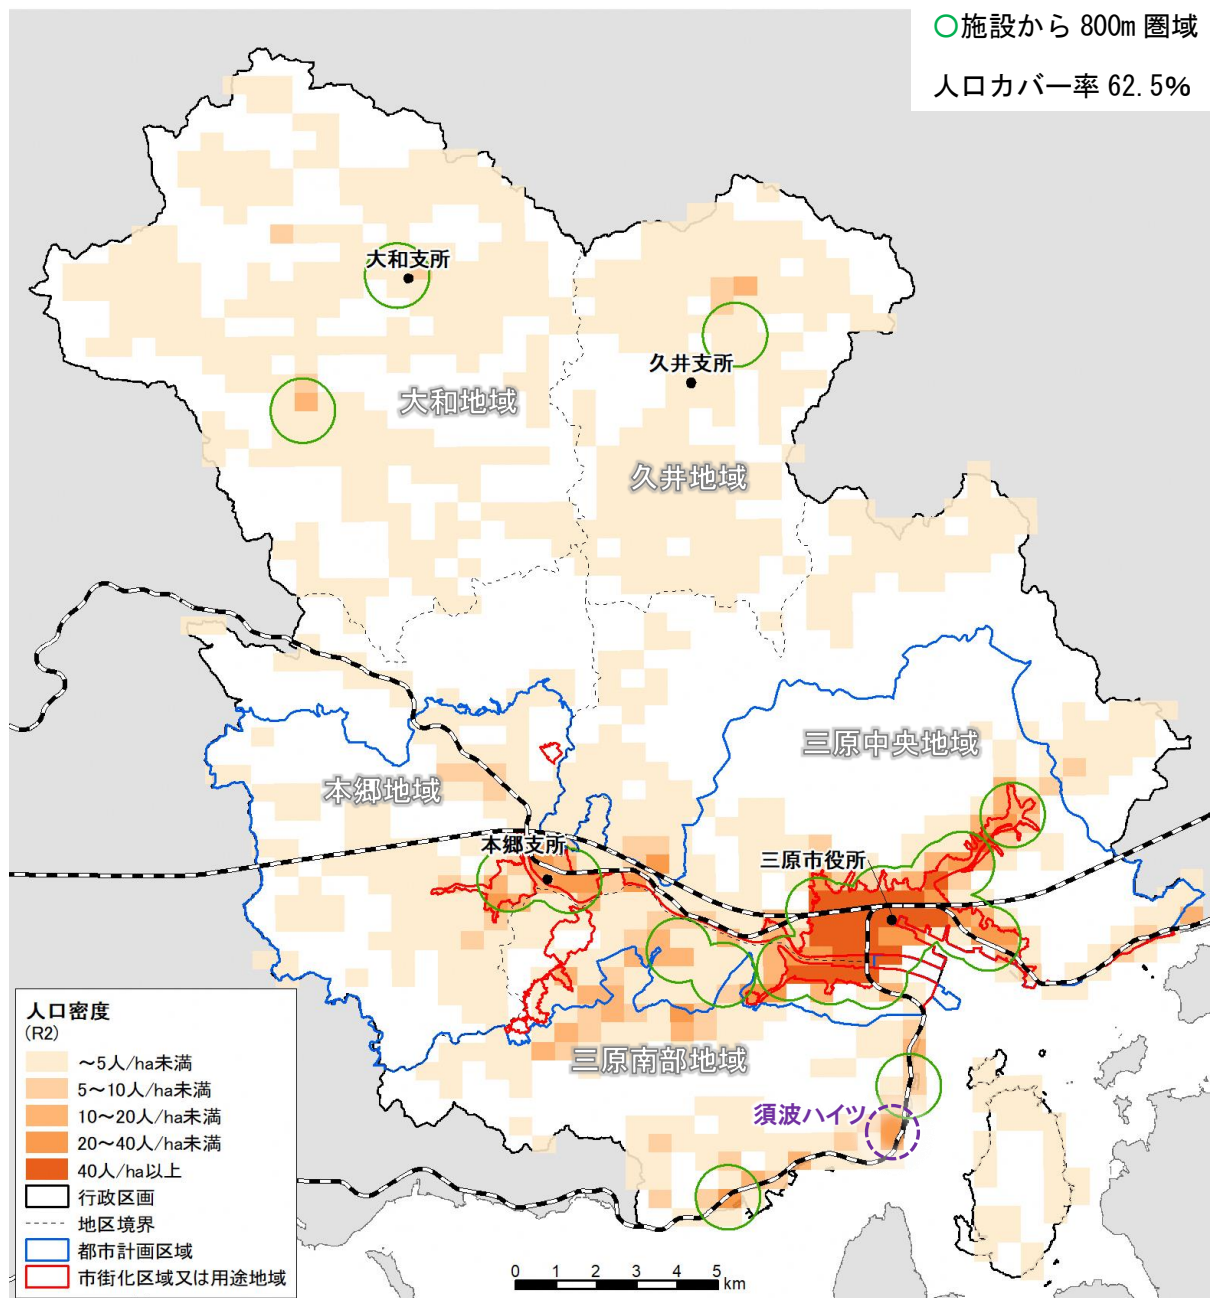 ○施設から 800m 圏域
人口カバー率 62.5%
大和支所
久井支所
大和地域
久井地域
三原中央地域
本郷地域
本郷支所
三原市役所
三原南部地域
須波ハイツ
人口密度
(R2)
～5人/ha未満
5～10人/ha未満
10～20人/ha未満
20～40人/ha未満
40人/ha以上
行政区画
地区境界
都市計画区域
市街化区域又は用途地域
0 1 2 3 4 5
km